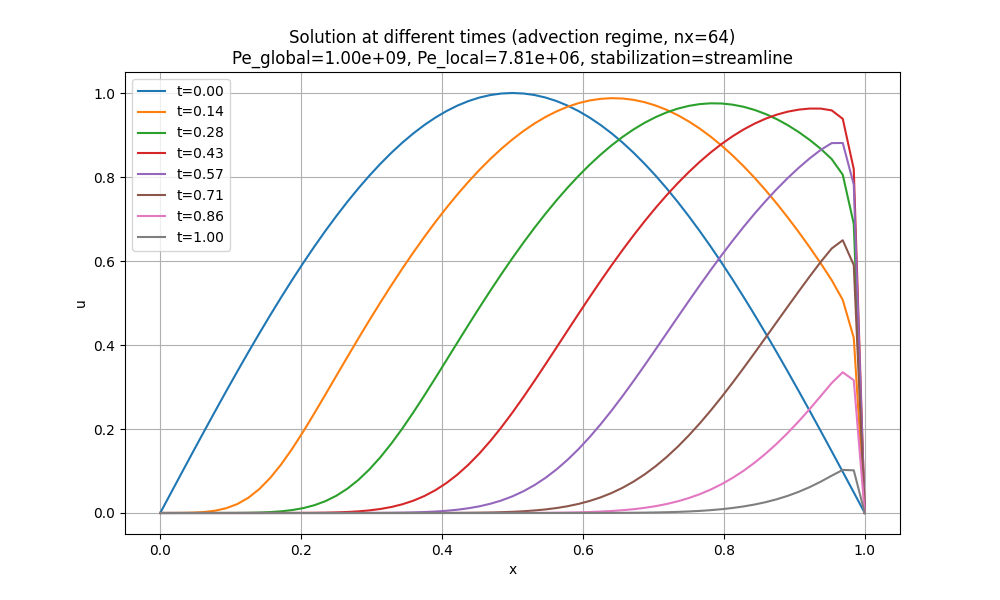 Solution at different times (advection regime, nx=64)
Pe_global=1.00e+09, Pe_local=7.81e+06, stabilization=streamline
t=0.00
t=0.14
t=0.28
t=0.43
t=0.57
t=0.71
t=0.86
t=1.00
1.0
0.8
0.6
0.4
0.2
0.0
u
0.0 0.2 0.4 0.6 0.8 1.0
x